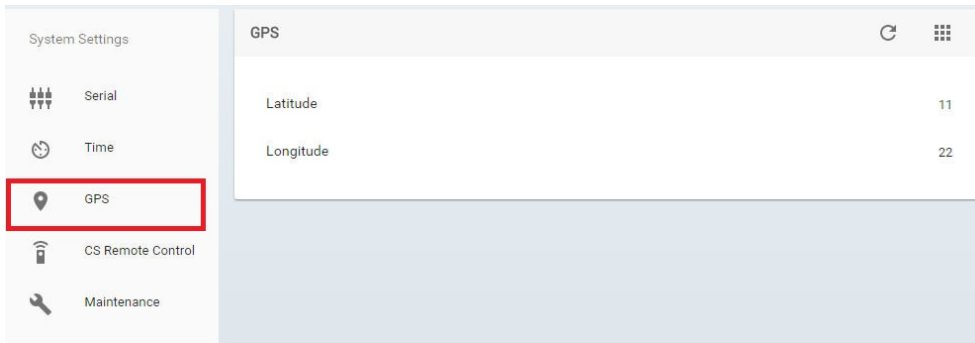 System Settings
Serial
Time
GPS
CS Remote Control
Maintenance
GPS
Latitude 11
Longitude 22